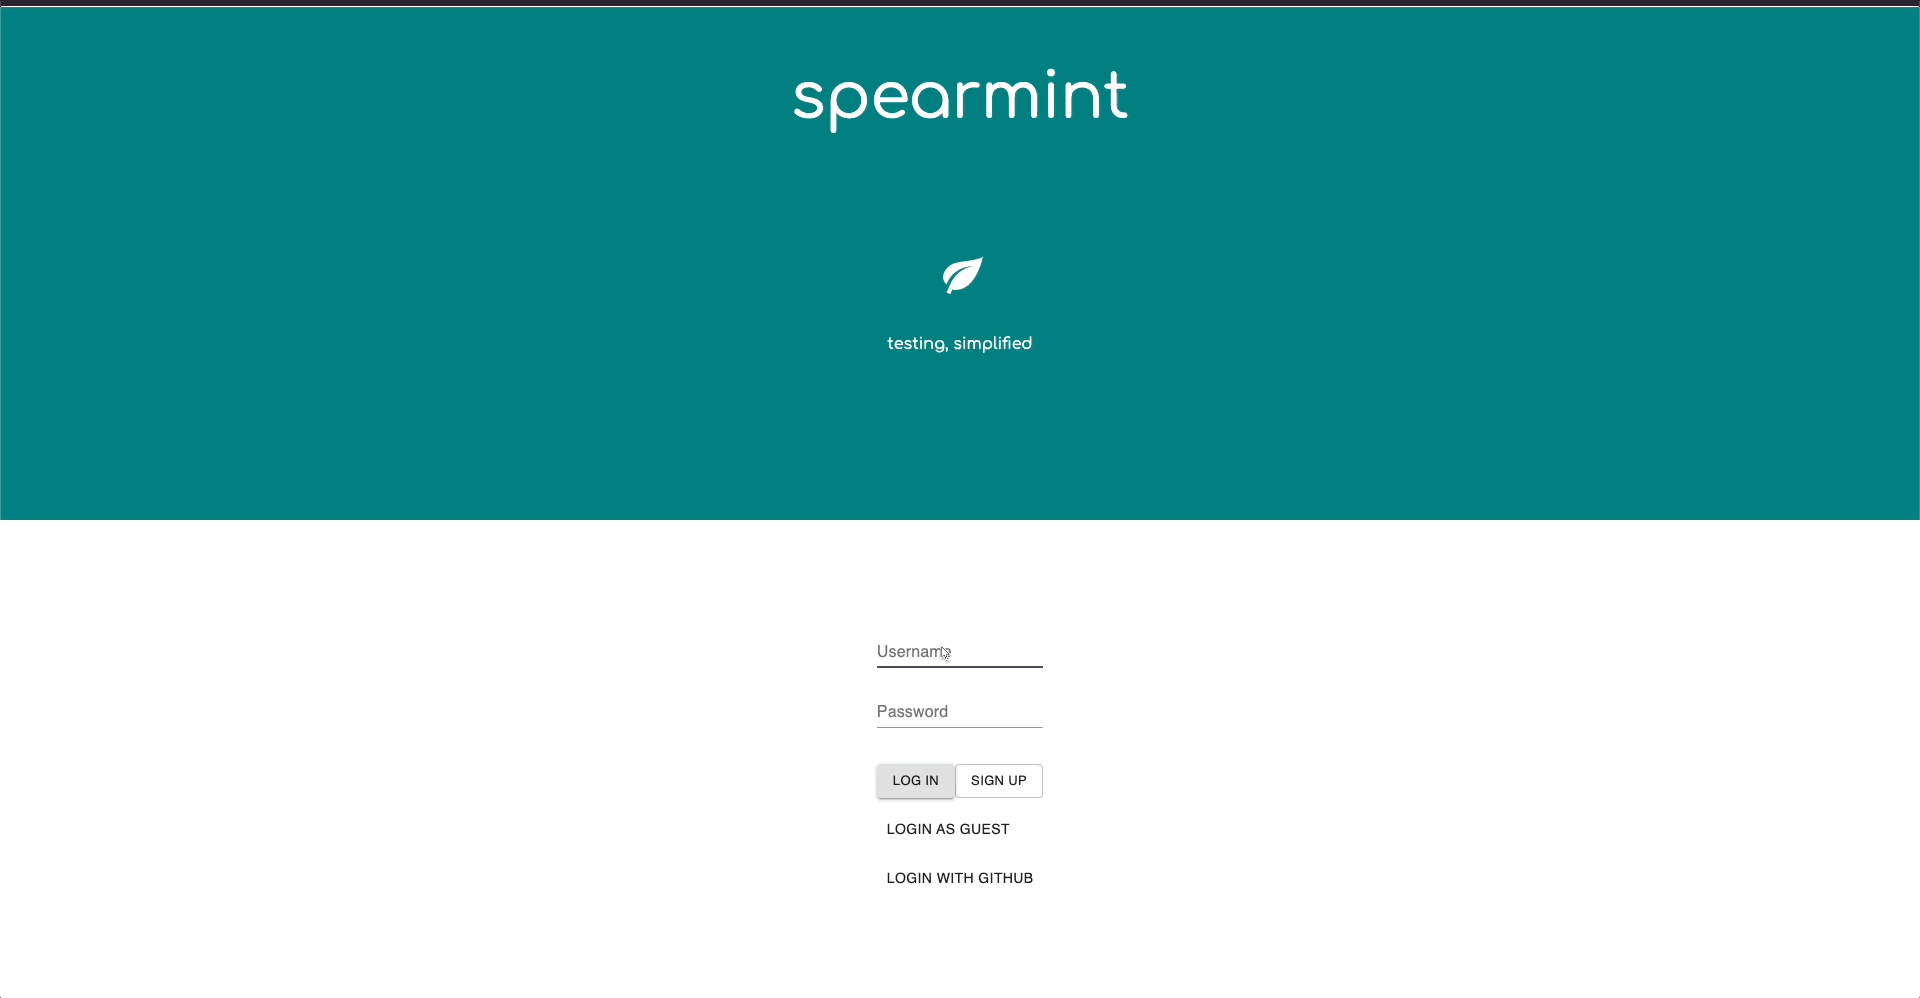 spearmint
testing, simplified
Username
Password
LOG IN SIGN UP
LOGIN AS GUEST
LOGIN WITH GITHUB